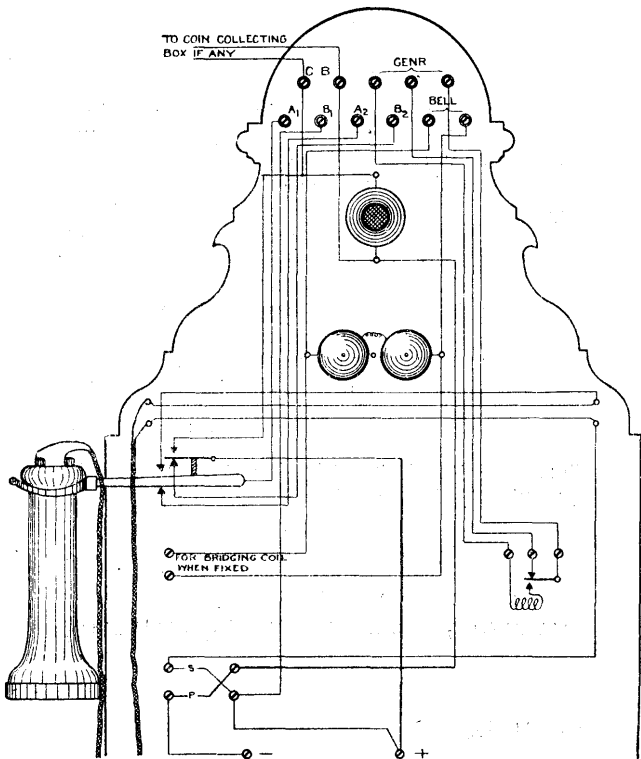 TO COIN COLLECTING
BOX IF ANY
C B
GENR
A1 B1 A2 B2
BELL
FOR BRIDGING COIL
WHEN FIXED
S
P
− +